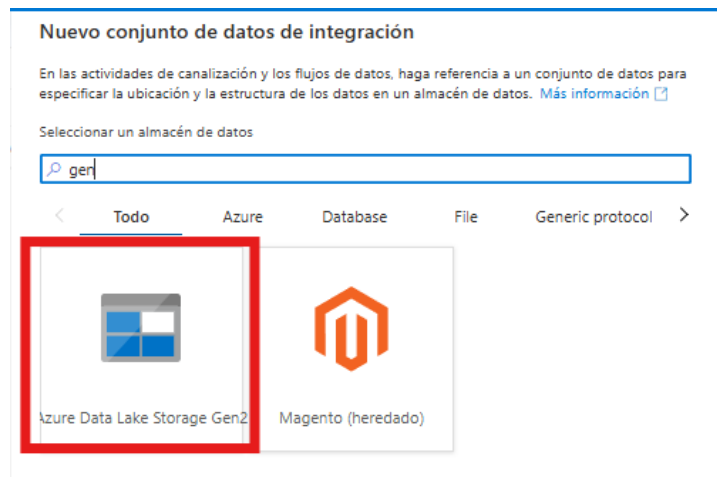 Nuevo conjunto de datos de integración
En las actividades de canalización y los flujos de datos, haga referencia a un conjunto de datos para
especificar la ubicación y la estructura de los datos en un almacén de datos. Más información
Seleccionar un almacén de datos
gen
Todo Azure Database File Generic protocol
Azure Data Lake Storage Gen2 Magento (heredado)